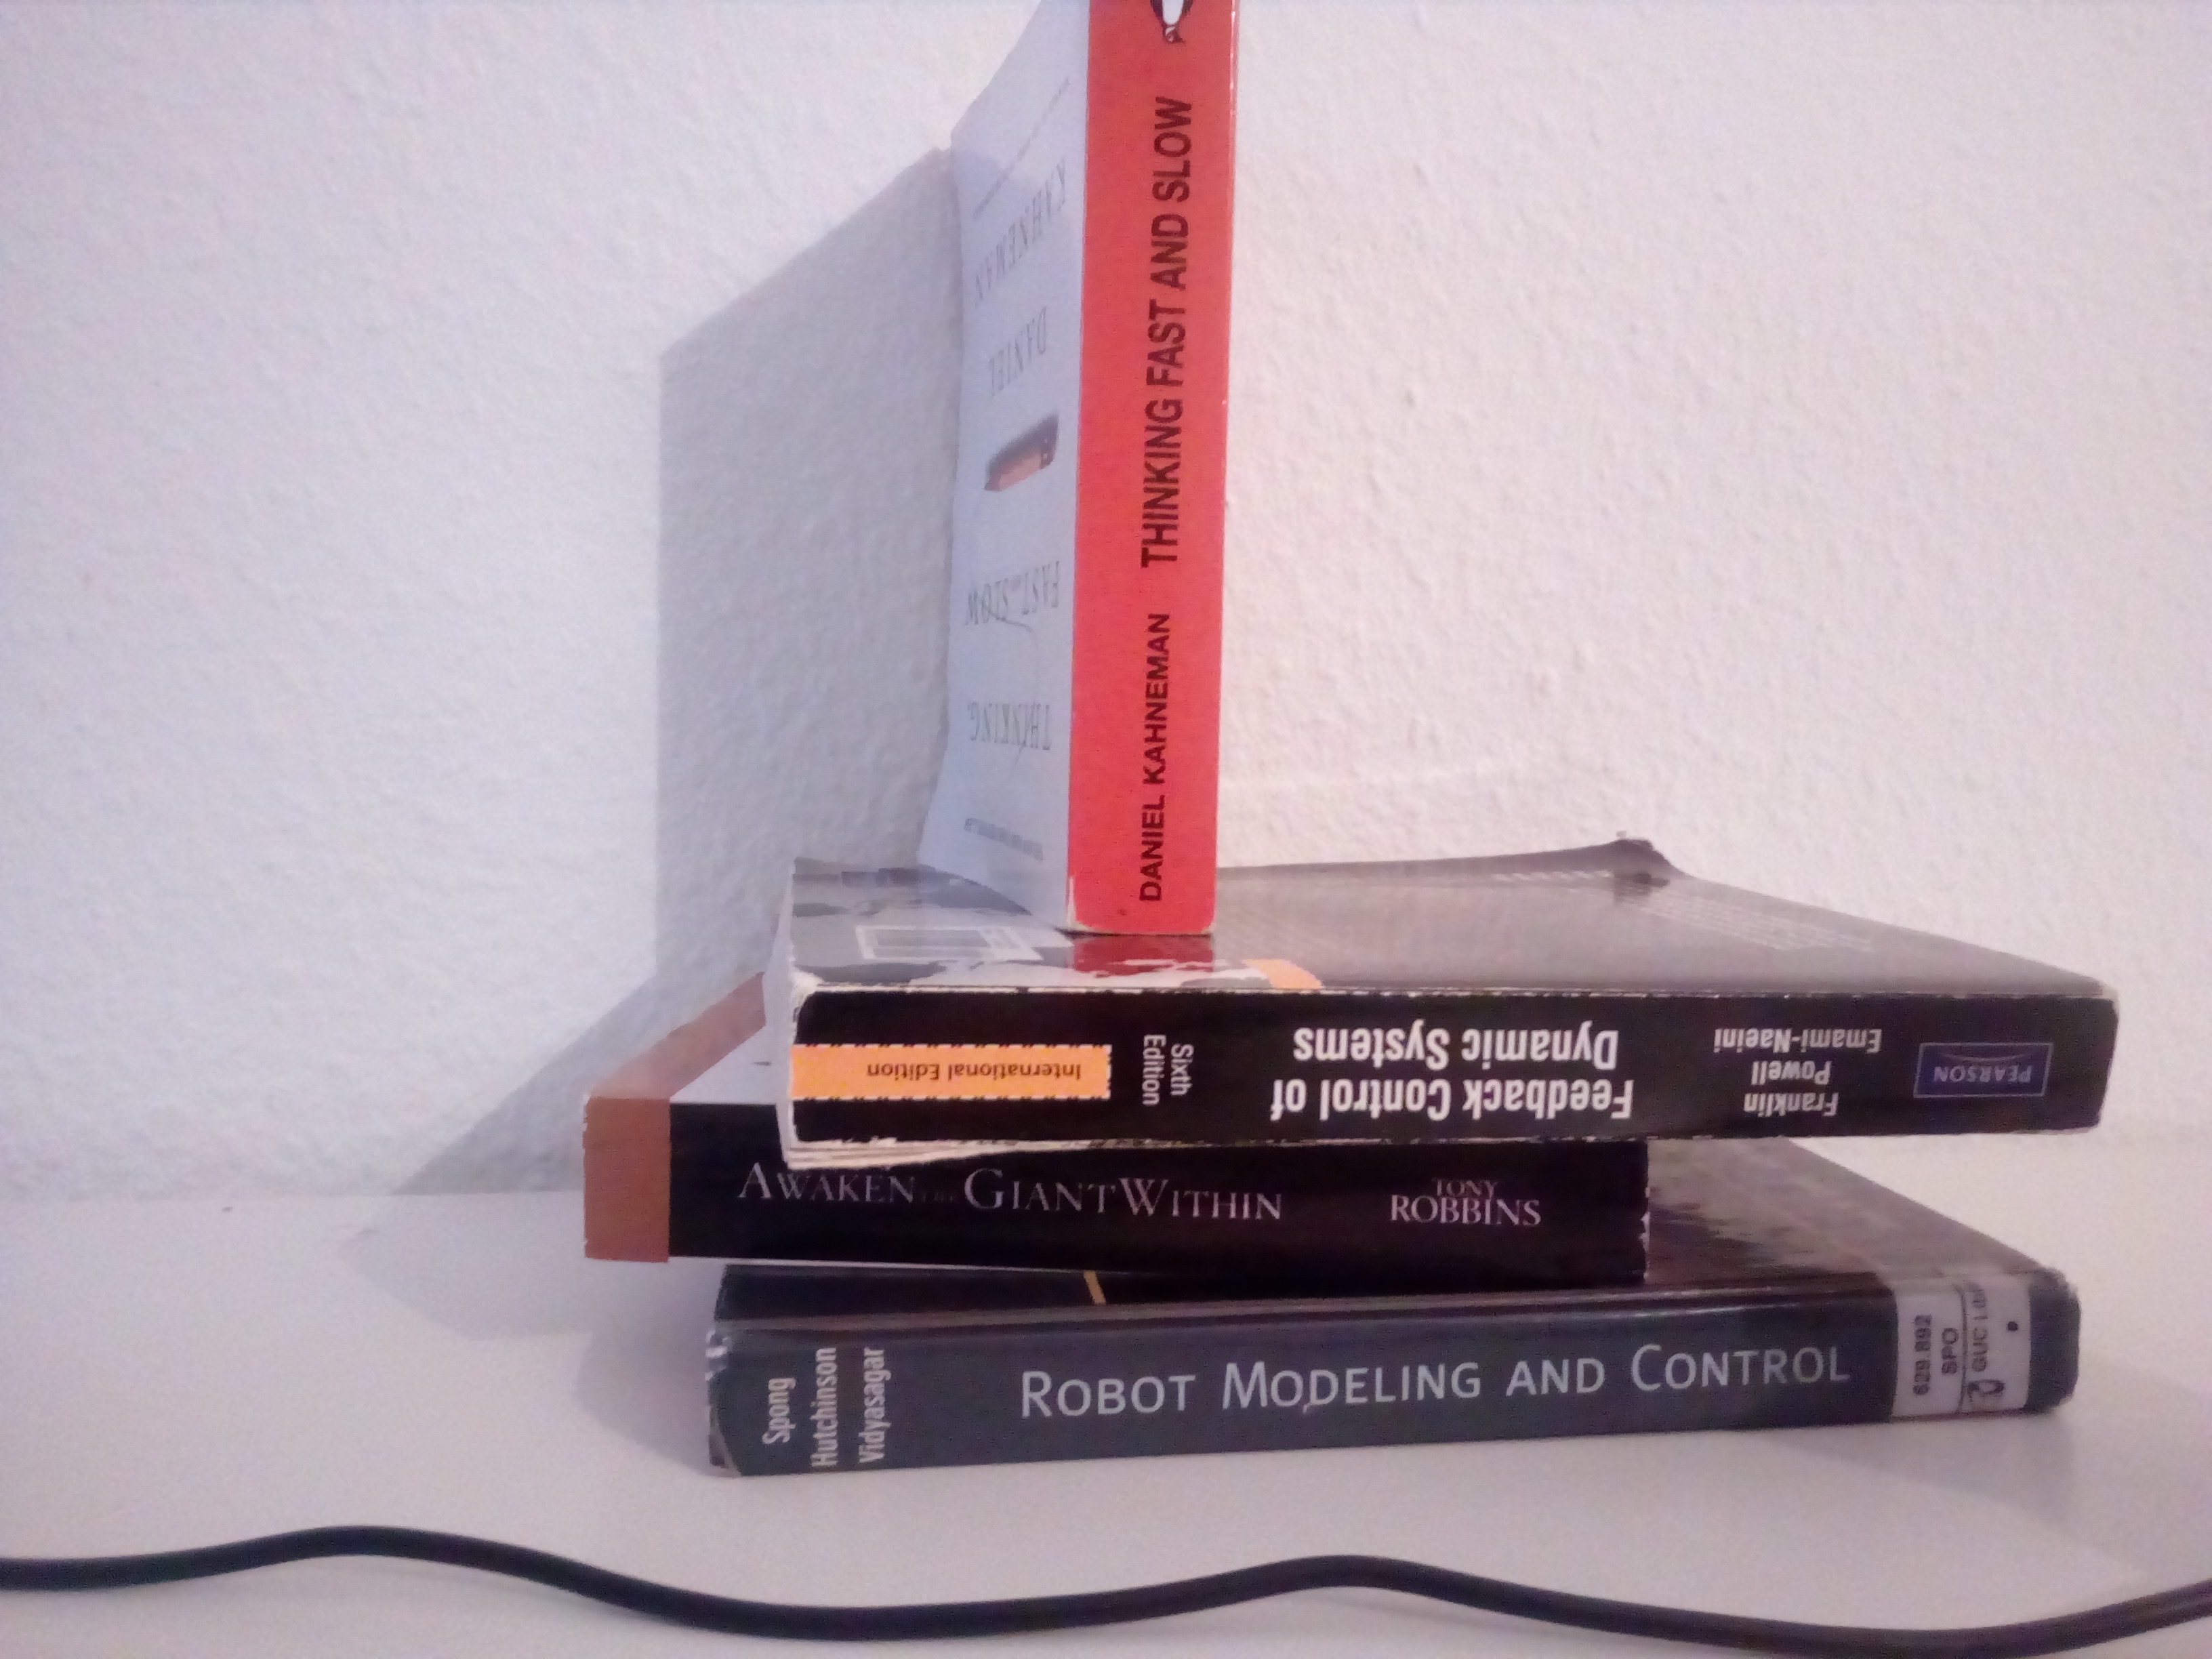 DANIEL KAHNEMAN THINKING FAST AND SLOW
KAHNEMAN
DANIEL
FAST AND SLOW
THINKING,
International Edition
Sixth
Edition
Feedback Control of
Dynamic Systems
Franklin
Powell
Emami-Naeini
PEARSON
AWAKEN THE GIANT WITHIN
TONY
ROBBINS
Spong
Hutchinson
Vidyasagar
ROBOT MODELING AND CONTROL
629.892
SPO
GUC